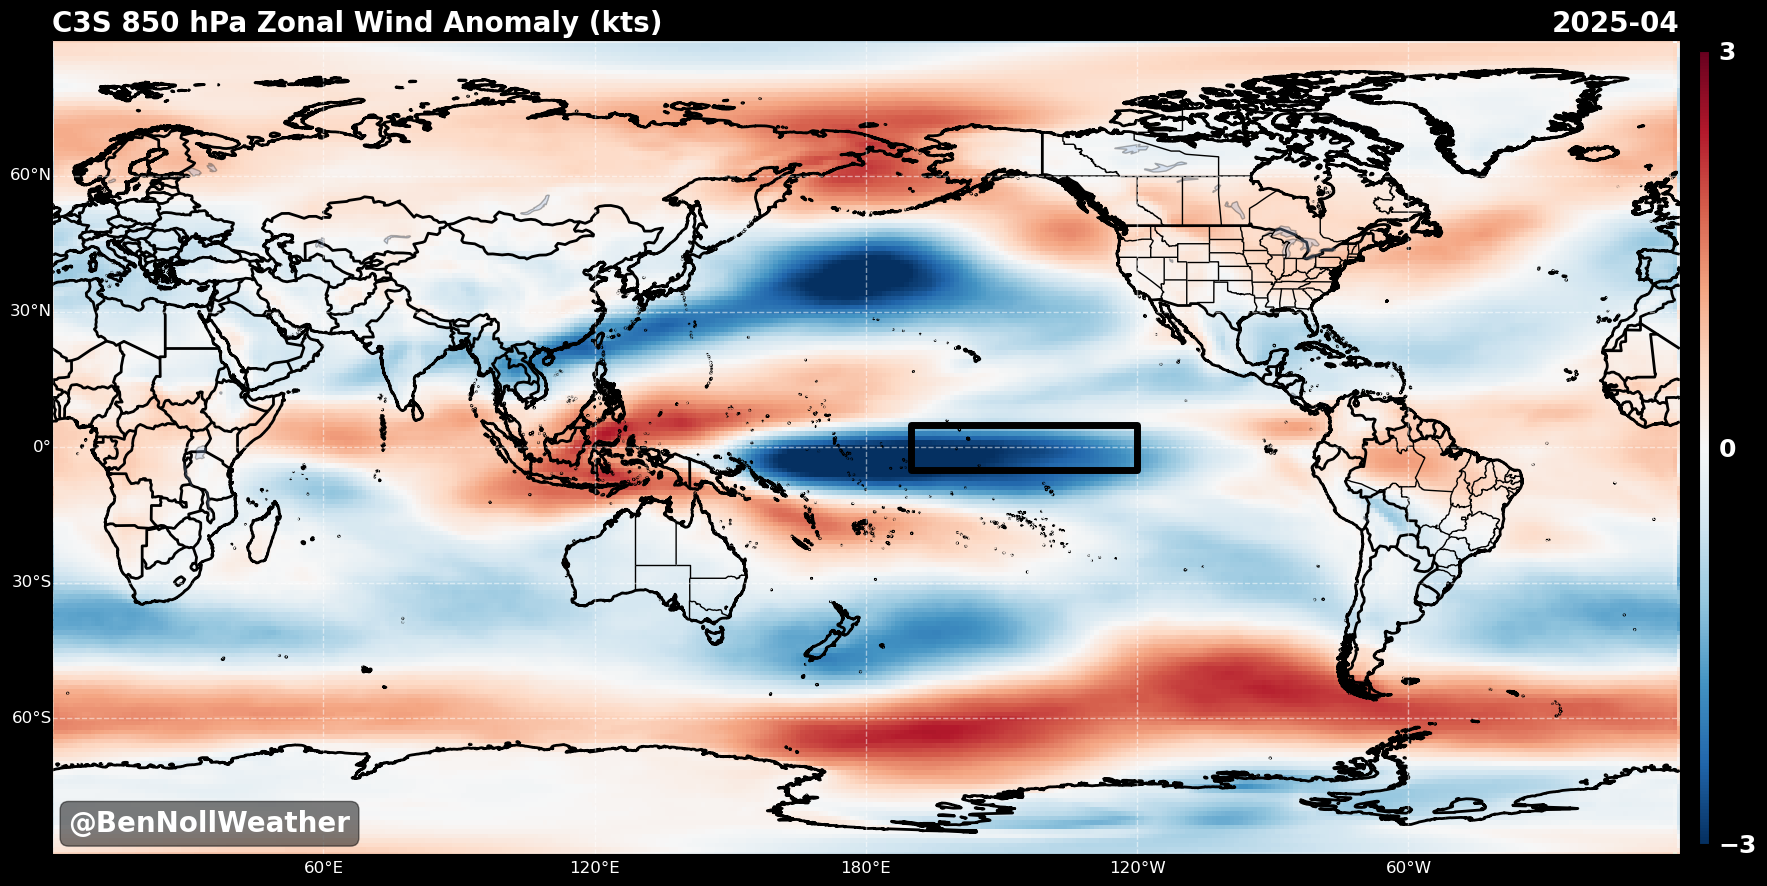 C3S 850 hPa Zonal Wind Anomaly (kts)
2025-04
3
60°N
30°N
0°
0
30°S
60°S
@BenNollWeather
−3
60°E
120°E
180°E
120°W
60°W